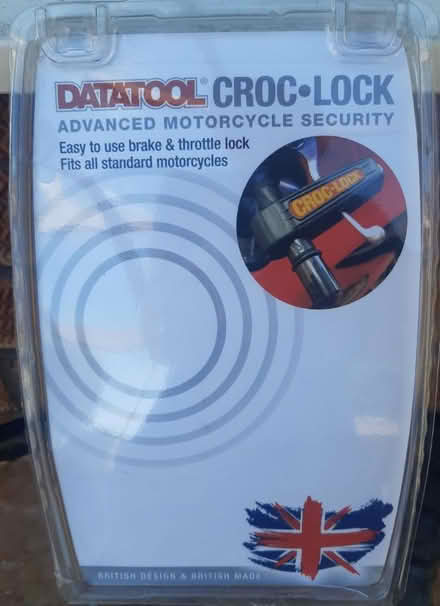 DATATOOL® CROC•LOCK
ADVANCED MOTORCYCLE SECURITY
Easy to use brake & throttle lock
Fits all standard motorcycles
CROC-LOCK
BRITISH DESIGN & BRITISH MADE